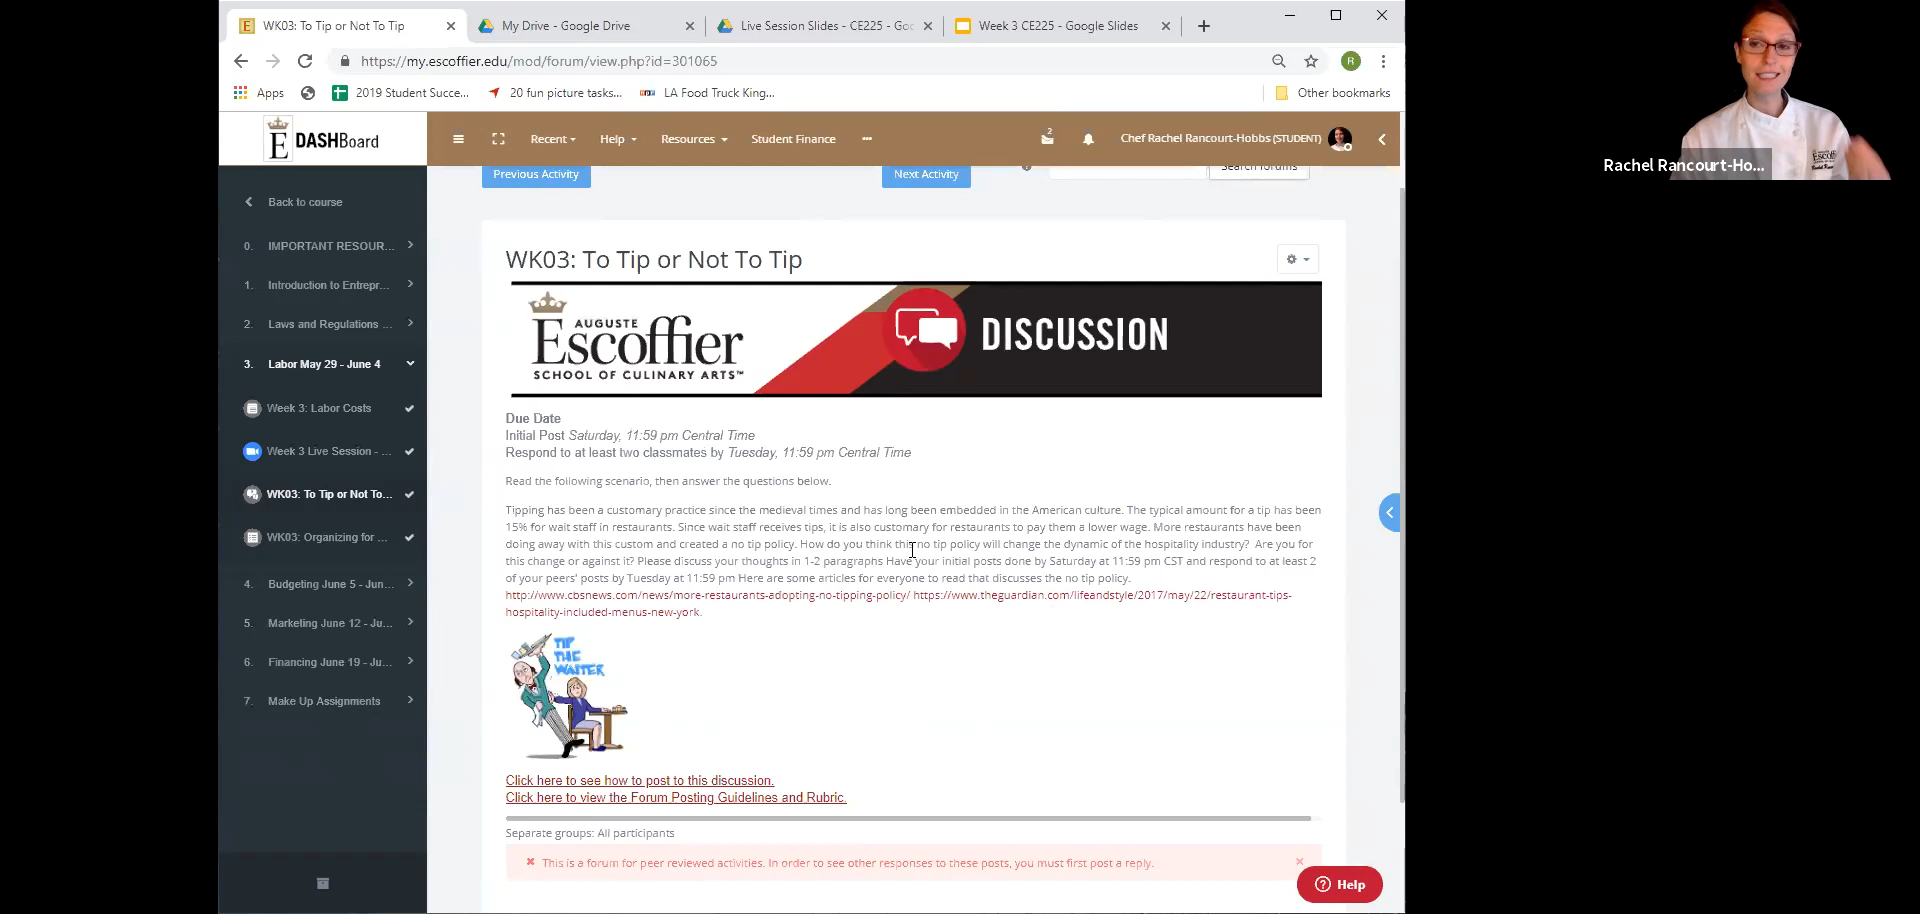 WK03: To Tip or Not To Tip
My Drive - Google Drive
Live Session Slides - CE225 - Goo
Week 3 CE225 - Google Slides
https://my.escoffier.edu/mod/forum/view.php?id=301065
R
Apps
2019 Student Succe...
20 fun picture tasks...
LA Food Truck King...
Other bookmarks
E DASHBoard
Recent
Help
Resources
Student Finance
2
Chef Rachel Rancourt-Hobbs (STUDENT)
Previous Activity
Next Activity
Search forums
Back to course
0. IMPORTANT RESOUR...
1. Introduction to Entrepr...
2. Laws and Regulations ...
3. Labor May 29 - June 4
Week 3: Labor Costs
Week 3 Live Session - ...
WK03: To Tip or Not To...
WK03: Organizing for ...
4. Budgeting June 5 - Jun...
5. Marketing June 12 - Ju...
6. Financing June 19 - Ju...
7. Make Up Assignments
WK03: To Tip or Not To Tip
AUGUSTE
Escoffier
SCHOOL OF CULINARY ARTS™
DISCUSSION
Due Date
Initial Post Saturday, 11:59 pm Central Time
Respond to at least two classmates by Tuesday, 11:59 pm Central Time
Read the following scenario, then answer the questions below.
Tipping has been a customary practice since the medieval times and has long been embedded in the American culture. The typical amount for a tip has been
15% for wait staff in restaurants. Since wait staff receives tips, it is also customary for restaurants to pay them a lower wage. More restaurants have been
doing away with this custom and created a no tip policy. How do you think this no tip policy will change the dynamic of the hospitality industry? Are you for
this change or against it? Please discuss your thoughts in 1-2 paragraphs Have your initial posts done by Saturday at 11:59 pm CST and respond to at least 2
of your peers' posts by Tuesday at 11:59 pm Here are some articles for everyone to read that discusses the no tip policy.
http://www.cbsnews.com/news/more-restaurants-adopting-no-tipping-policy/ https://www.theguardian.com/lifeandstyle/2017/may/22/restaurant-tips-
hospitality-included-menus-new-york.
TIP
THE
WAITER
Click here to see how to post to this discussion.
Click here to view the Forum Posting Guidelines and Rubric.
Separate groups: All participants
This is a forum for peer reviewed activities. In order to see other responses to these posts, you must first post a reply.
Help
Rachel Rancourt-Ho...